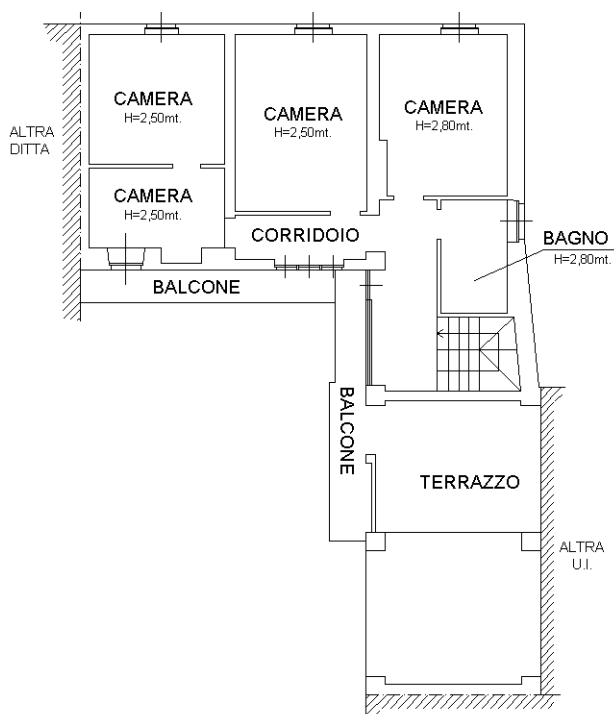 CAMERA
H=2,50mt.
CAMERA
H=2,50mt.
CAMERA
H=2,80mt.
ALTRA
DITTA
CAMERA
H=2,50mt.
CORRIDOIO
BAGNO
H=2,80mt.
BALCONE
BALCONE
TERRAZZO
ALTRA
U.I.